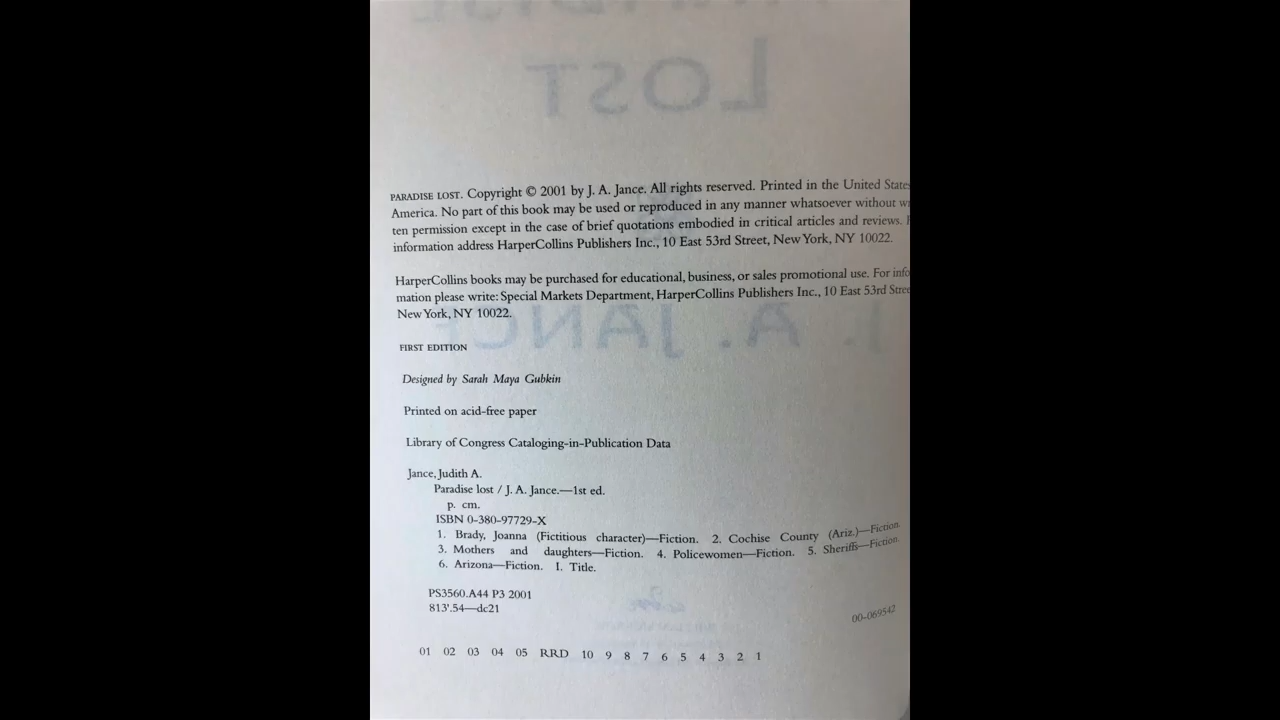 LOST
PARADISE LOST. Copyright © 2001 by J. A. Jance. All rights reserved. Printed in the United States
America. No part of this book may be used or reproduced in any manner whatsoever without wr
ten permission except in the case of brief quotations embodied in critical articles and reviews. F
information address HarperCollins Publishers Inc., 10 East 53rd Street, New York, NY 10022.
HarperCollins books may be purchased for educational, business, or sales promotional use. For info
mation please write: Special Markets Department, HarperCollins Publishers Inc., 10 East 53rd Stree
New York, NY 10022.
J. A. JANCE
FIRST EDITION
Designed by Sarah Maya Gubkin
Printed on acid-free paper
Library of Congress Cataloging-in-Publication Data
Jance, Judith A.
Paradise lost / J. A. Jance.—1st ed.
p. cm.
ISBN 0-380-97729-X
1. Brady, Joanna (Fictitious character)—Fiction. 2. Cochise County (Ariz.)—Fiction.
3. Mothers and daughters—Fiction. 4. Policewomen—Fiction. 5. Sheriffs—Fiction.
6. Arizona—Fiction. I. Title.
PS3560.A44 P3 2001
813'.54—dc21
00-069542
01 02 03 04 05 RRD 10 9 8 7 6 5 4 3 2 1